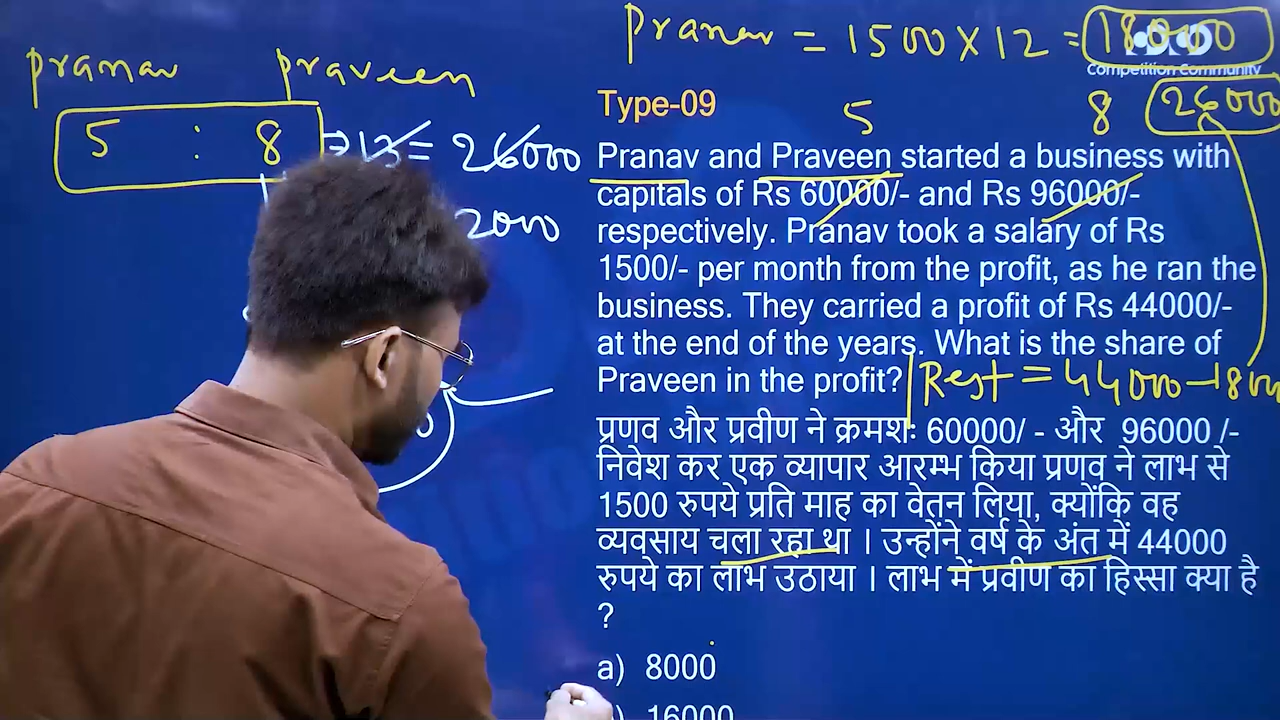 Pranav = 1500 X 12 = 18000
Competition Community
pranav praveen
5 : 8 ⇒ 13 = 26000
2000
Type-09
5 8 26000
Pranav and Praveen started a business with
capitals of Rs 60000/- and Rs 96000/-
respectively. Pranav took a salary of Rs
1500/- per month from the profit, as he ran the
business. They carried a profit of Rs 44000/-
at the end of the years. What is the share of
Praveen in the profit?
Rest = 44000 -
प्रणव और प्रवीण ने क्रमशः 60000/ - और 96000 /-
निवेश कर एक व्यापार आरम्भ किया प्रणव ने लाभ से
1500 रुपये प्रति माह का वेतन लिया, क्योंकि वह
व्यवसाय चला रहा था । उन्होंने वर्ष के अंत में 44000
रुपये का लाभ उठाया । लाभ में प्रवीण का हिस्सा क्या है
?
a) 8000
16000